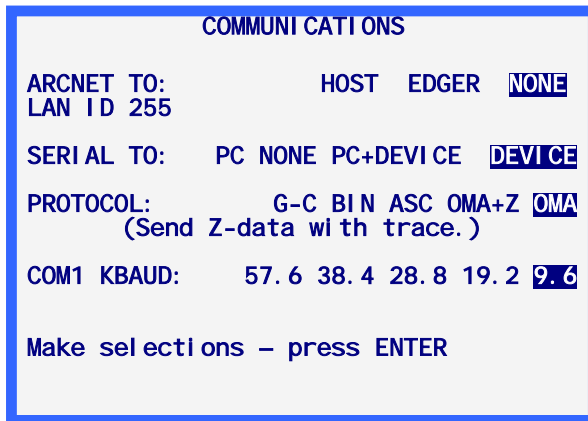 COMMUNICATIONS
ARCNET TO: HOST EDGER NONE
LAN ID 255
SERIAL TO: PC NONE PC+DEVICE DEVICE
PROTOCOL: G-C BIN ASC OMA+Z OMA
(Send Z-data with trace.)
COM1 KBAUD: 57.6 38.4 28.8 19.2 9.6
Make selections – press ENTER